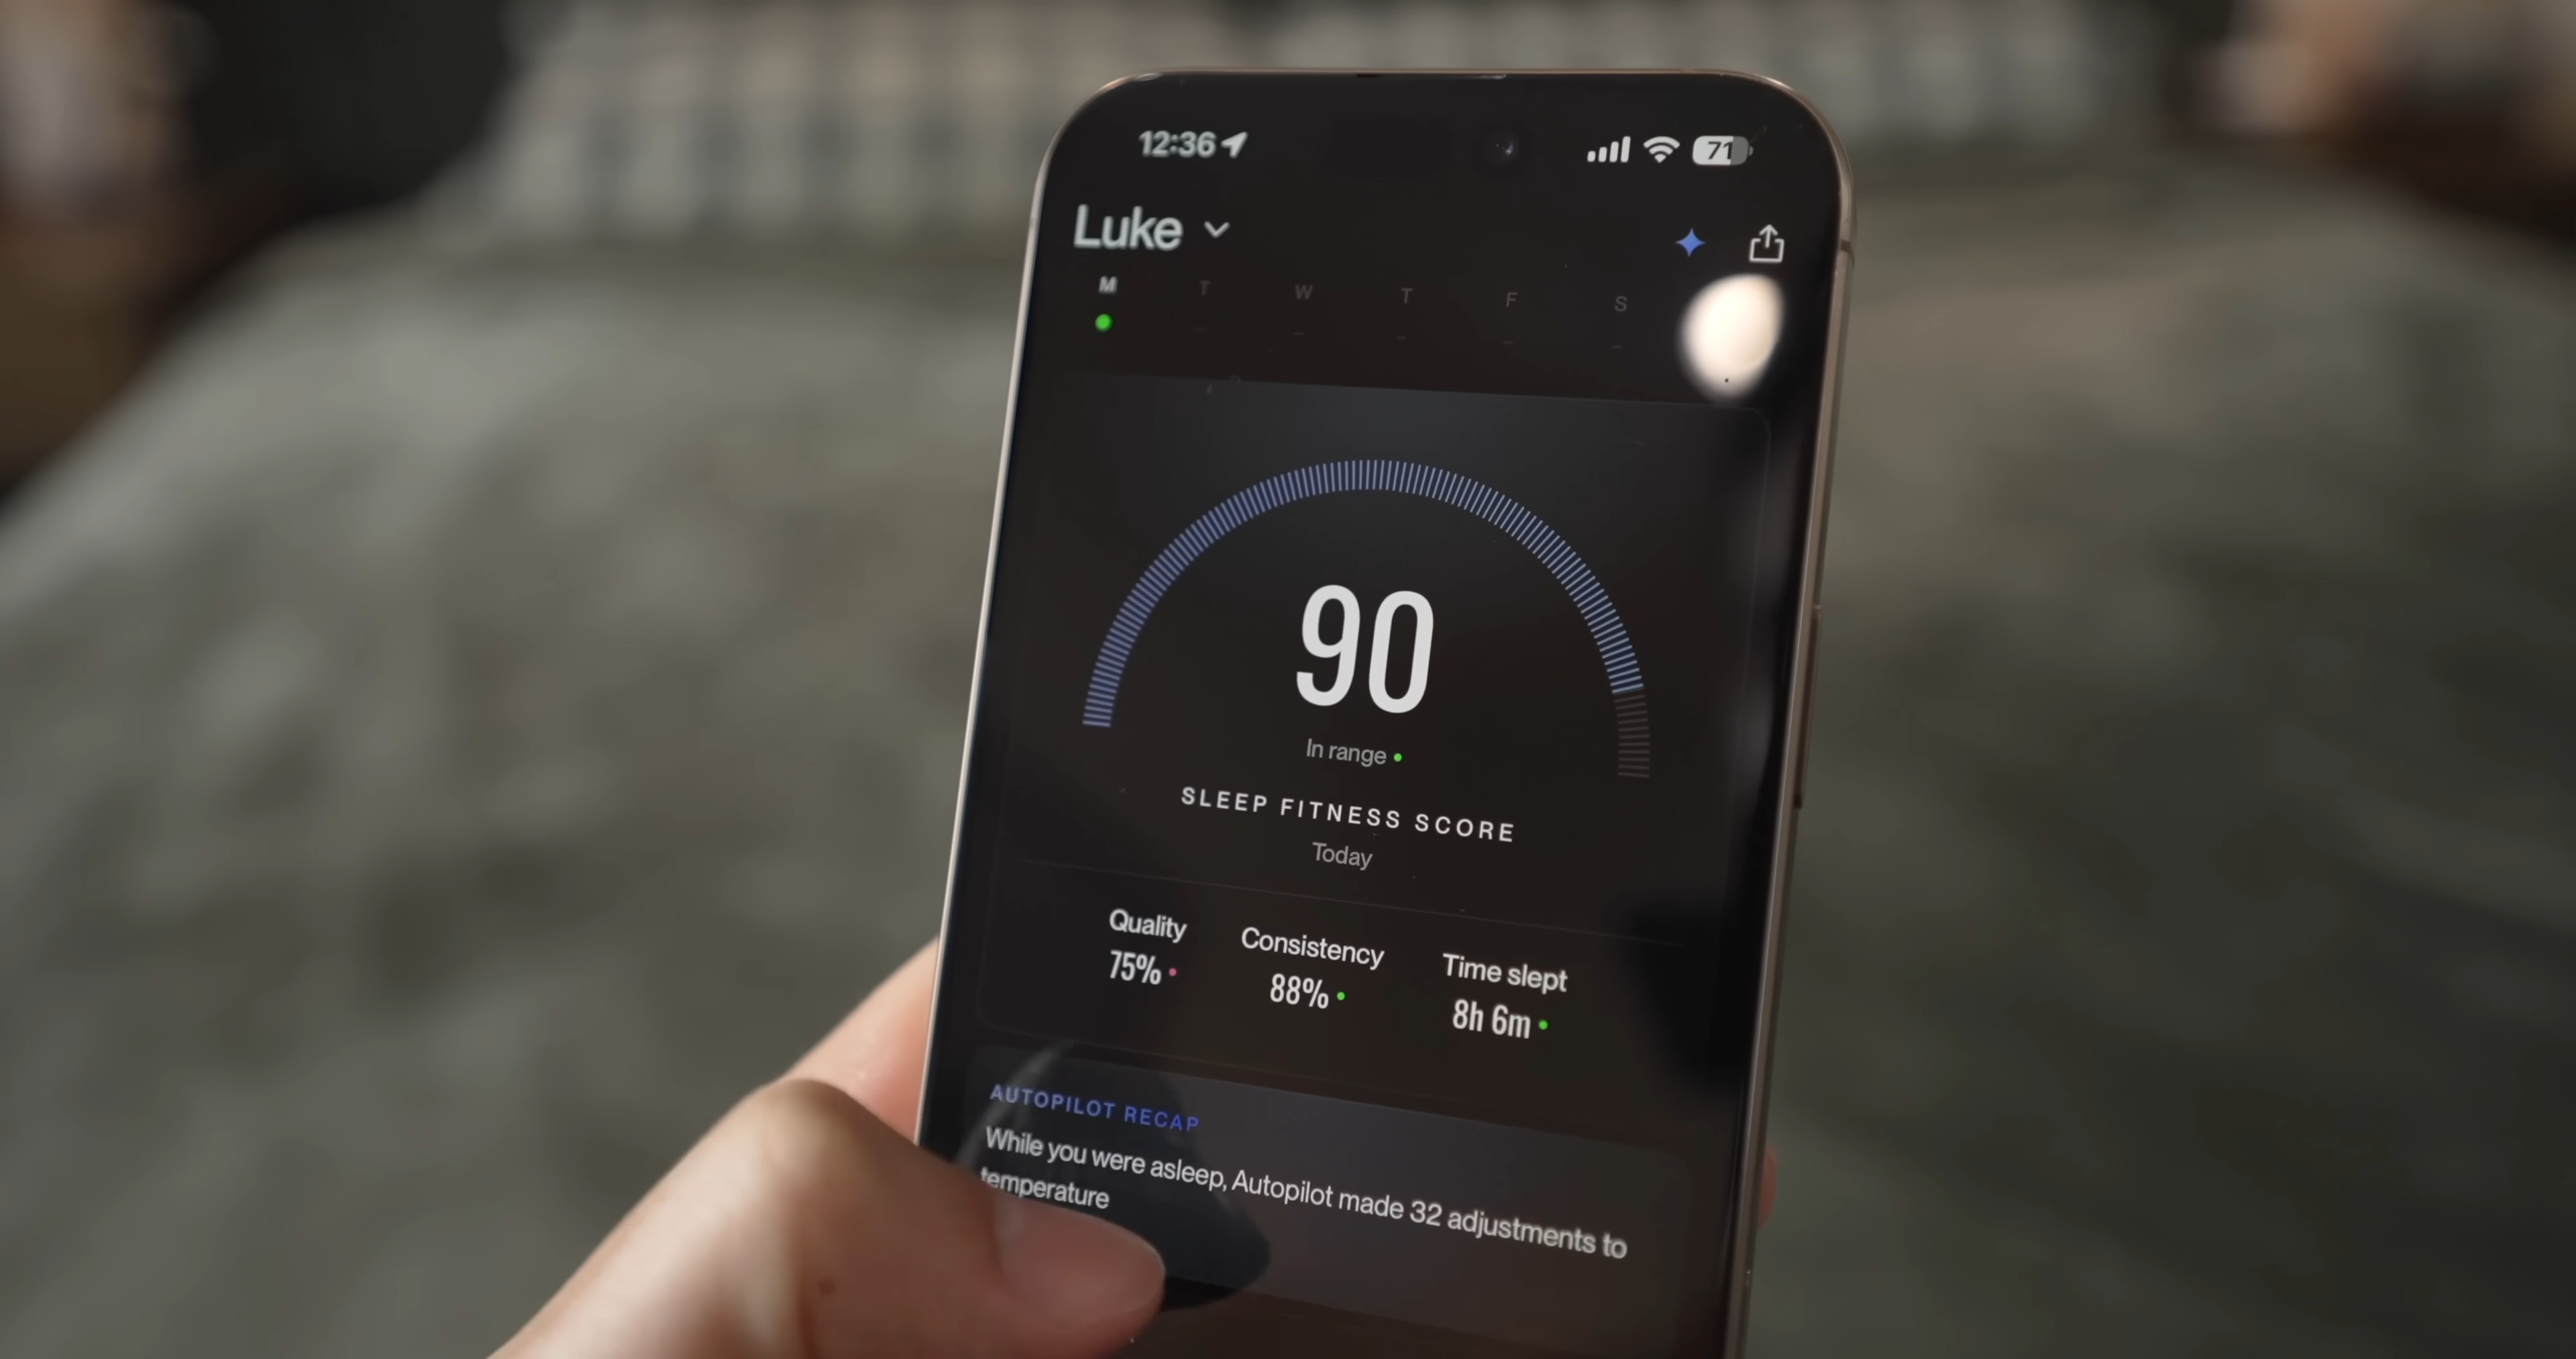 12:36
71
Luke
M T W T F S
90
In range
SLEEP FITNESS SCORE
Today
Quality Consistency Time slept
75% 88% 8h 6m
AUTOPILOT RECAP
While you were asleep, Autopilot made 32 adjustments to
temperature